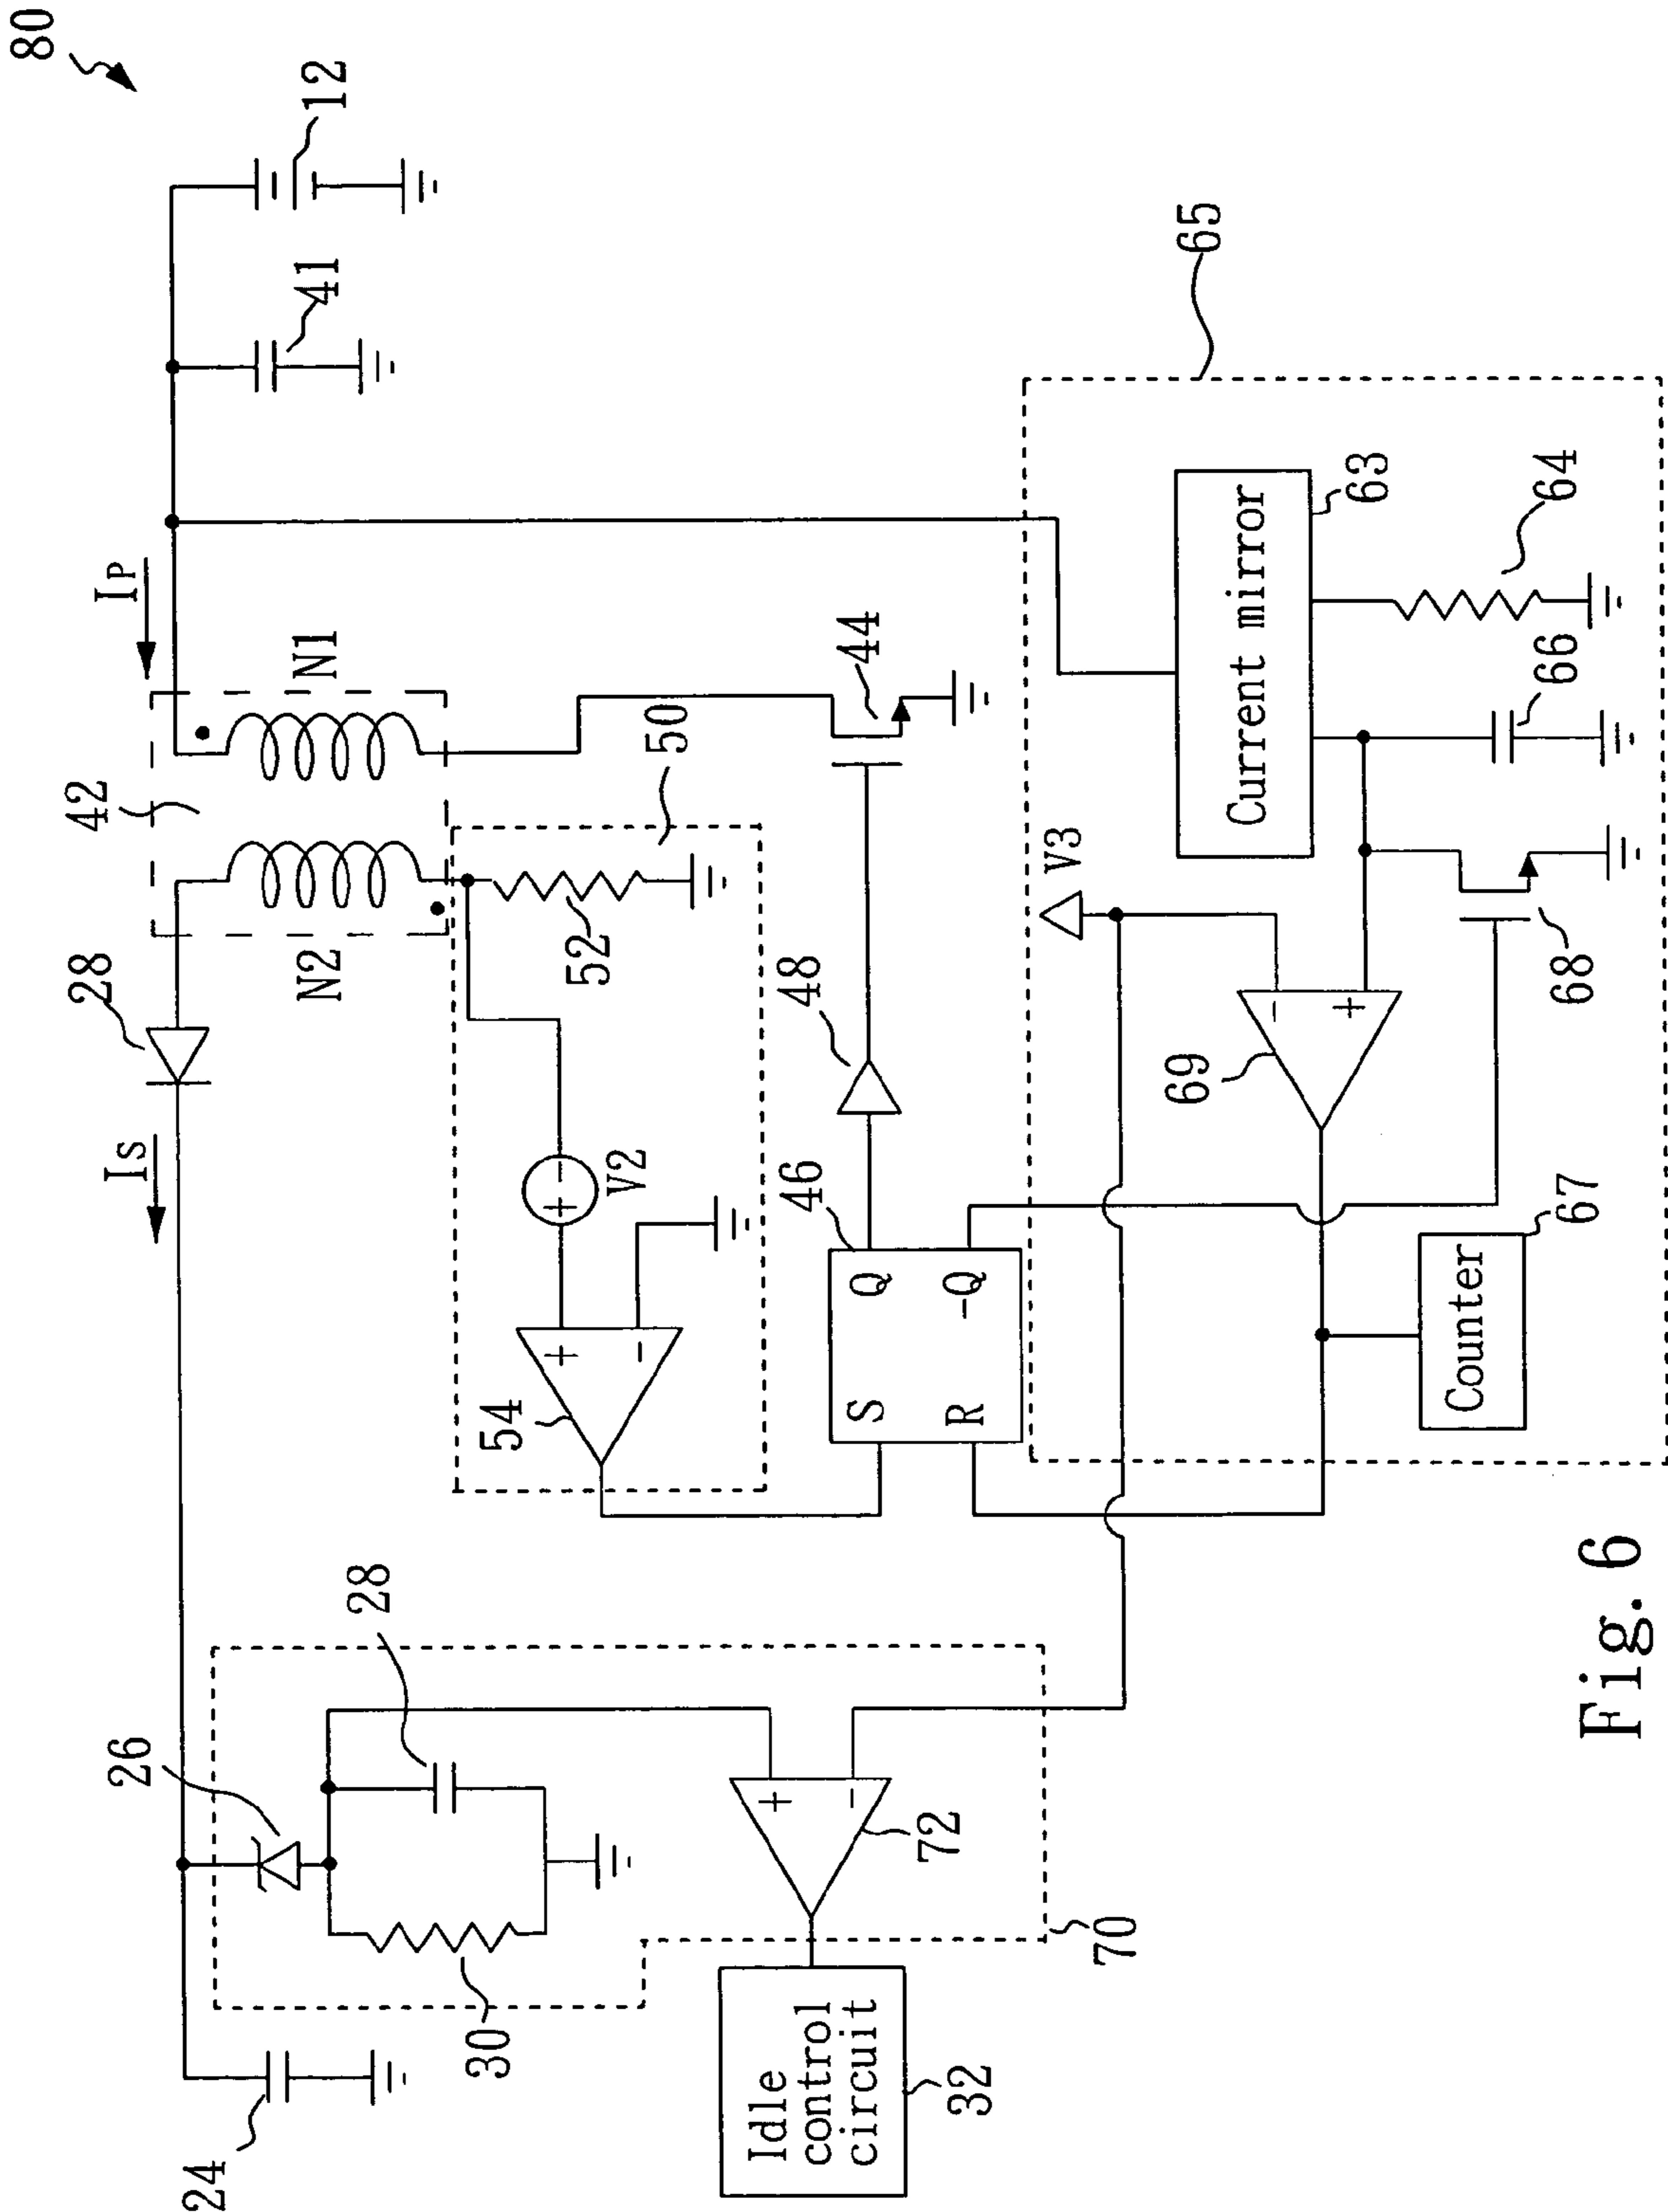 80
12
41
IP
N1
42
N2
28
IS
24
26
28
30
70
72
Idle
control
circuit
32
+
-
50
52
V2
+
-
54
+
-
44
48
46
S
Q
R
-Q
65
V3
Current mirror
63
64
66
68
69
-
+
Counter
67
Fig. 6